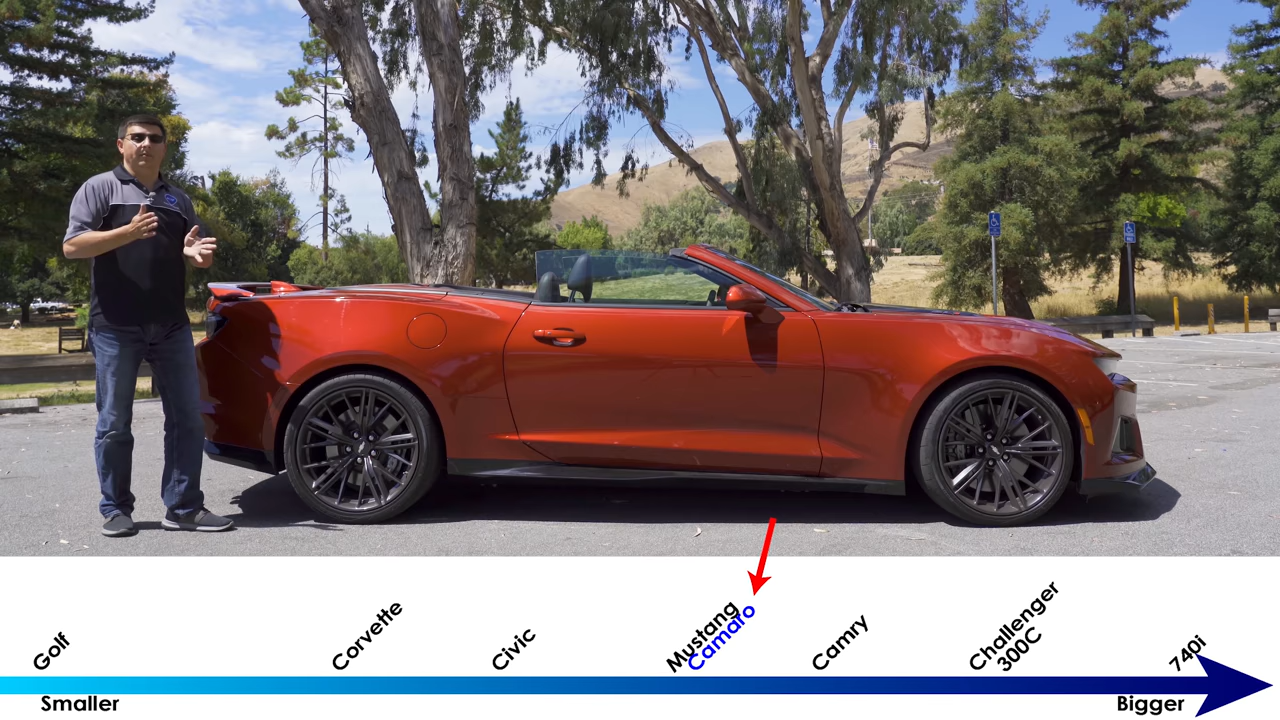 Golf
Corvette
Civic
Mustang
Camaro
Camry
Challenger
300C
740i
Smaller
Bigger